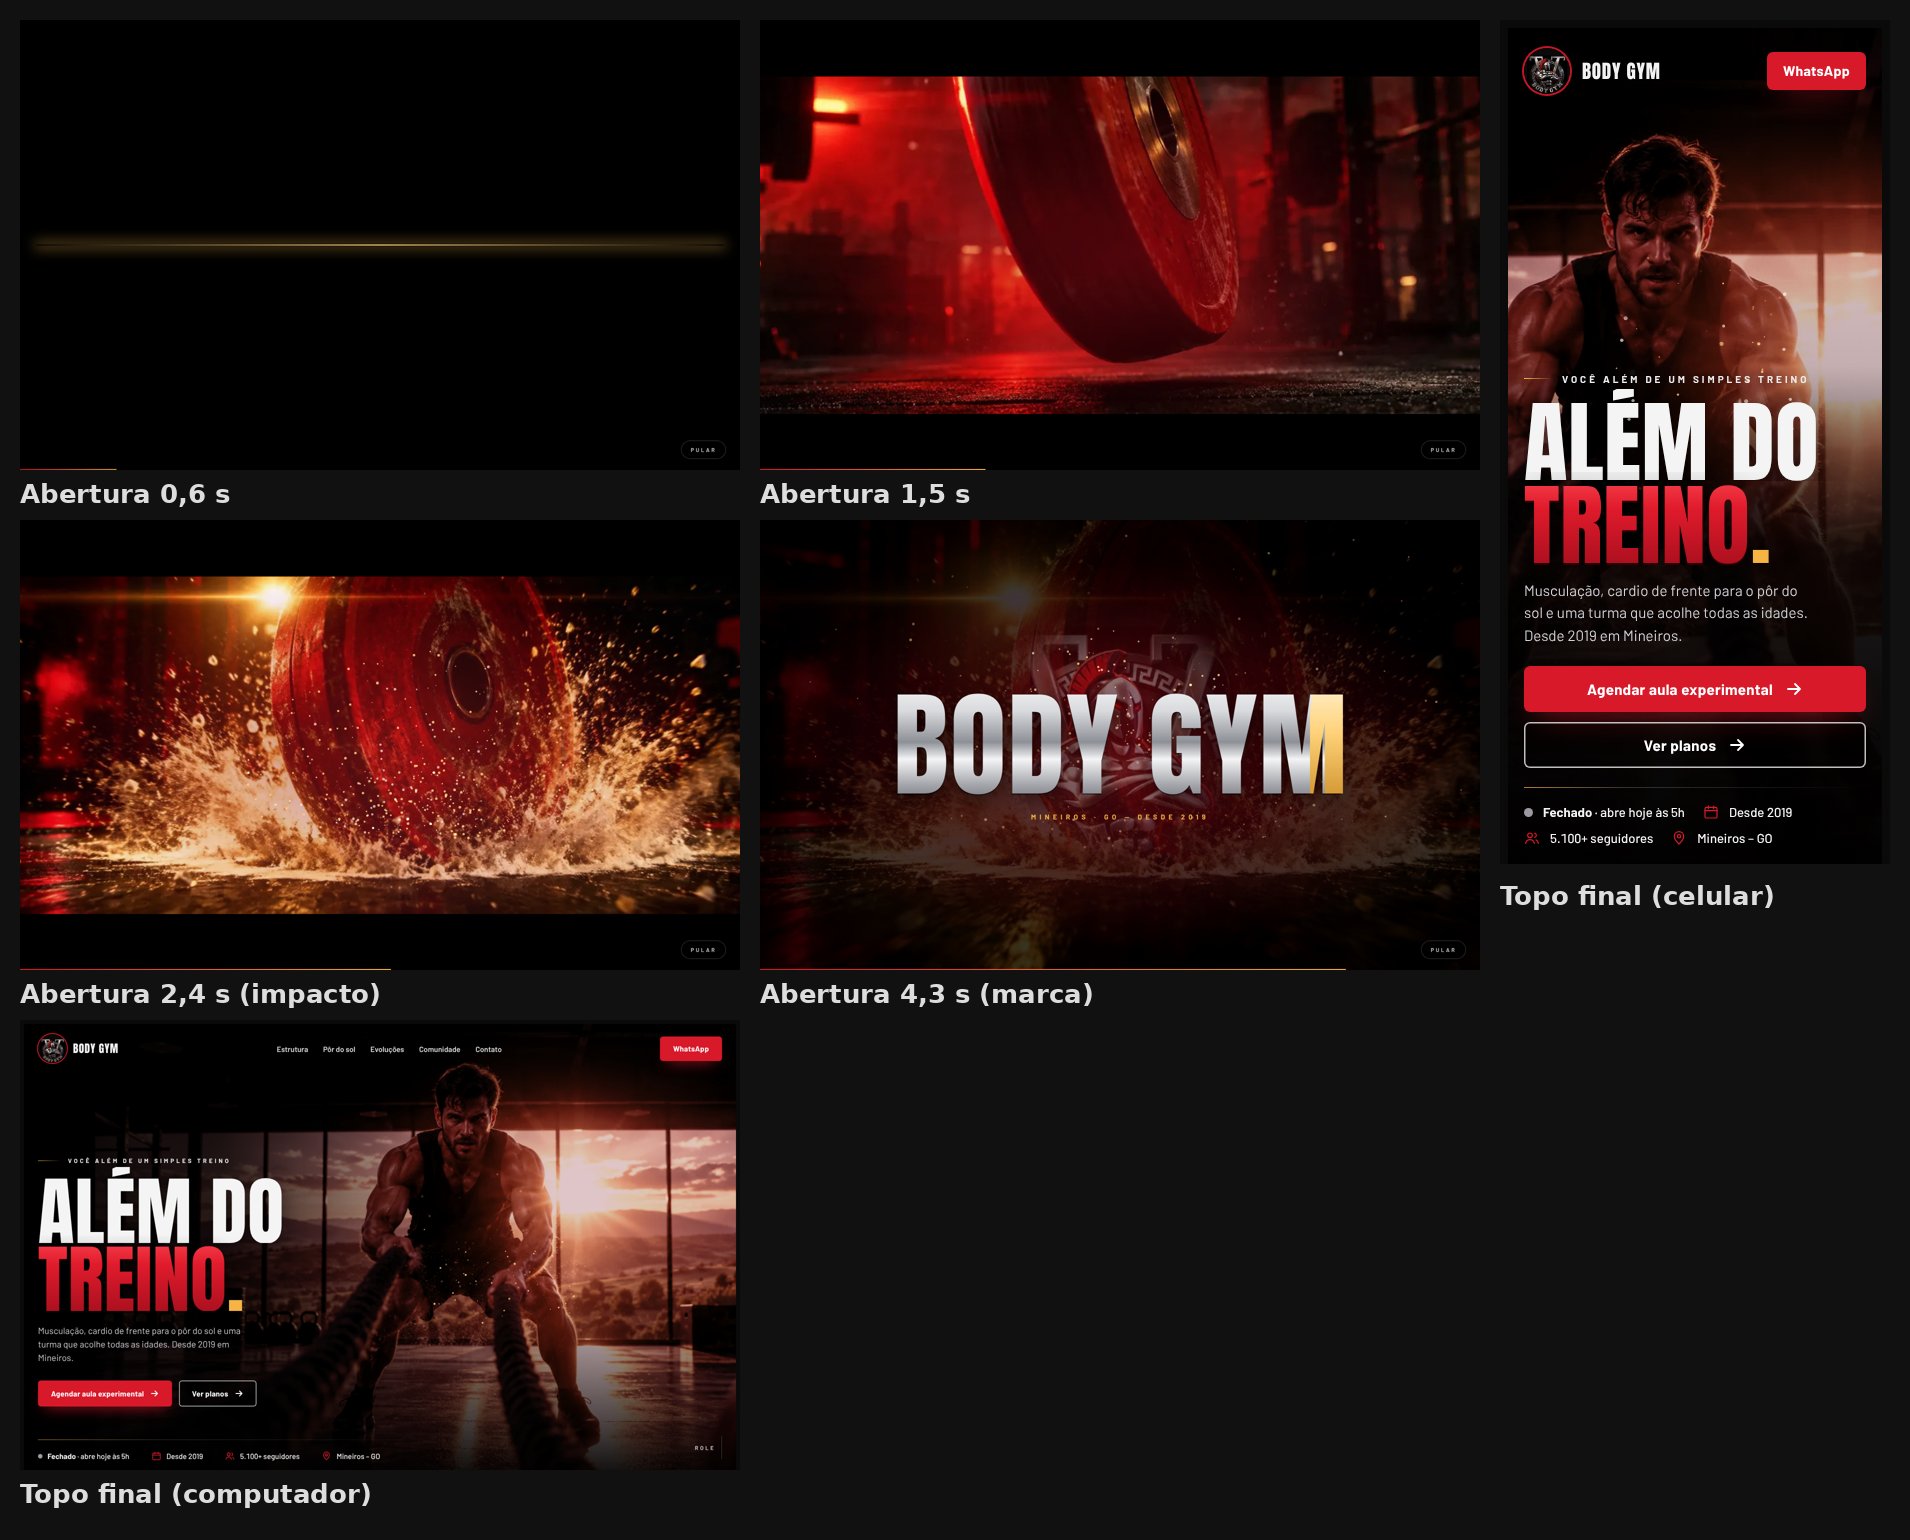 PULAR
Abertura 0,6 s
PULAR
Abertura 1,5 s
PULAR
Abertura 2,4 s (impacto)
BODY GYM
MINEIROS · GO — DESDE 2019
PULAR
Abertura 4,3 s (marca)
BODY GYM
BODY GYM
WhatsApp
VOCÊ ALÉM DE UM SIMPLES TREINO
ALÉM DO
TREINO.
Musculação, cardio de frente para o pôr do
sol e uma turma que acolhe todas as idades.
Desde 2019 em Mineiros.
Agendar aula experimental
Ver planos
Fechado · abre hoje às 5h
Desde 2019
5.100+ seguidores
Mineiros – GO
Topo final (celular)
BODY GYM
Estrutura
Pôr do sol
Evoluções
Comunidade
Contato
WhatsApp
VOCÊ ALÉM DE UM SIMPLES TREINO
ALÉM DO
TREINO.
Musculação, cardio de frente para o pôr do sol e uma
turma que acolhe todas as idades. Desde 2019 em
Mineiros.
Agendar aula experimental
Ver planos
Fechado · abre hoje às 5h
Desde 2019
5.100+ seguidores
Mineiros – GO
ROLE
Topo final (computador)